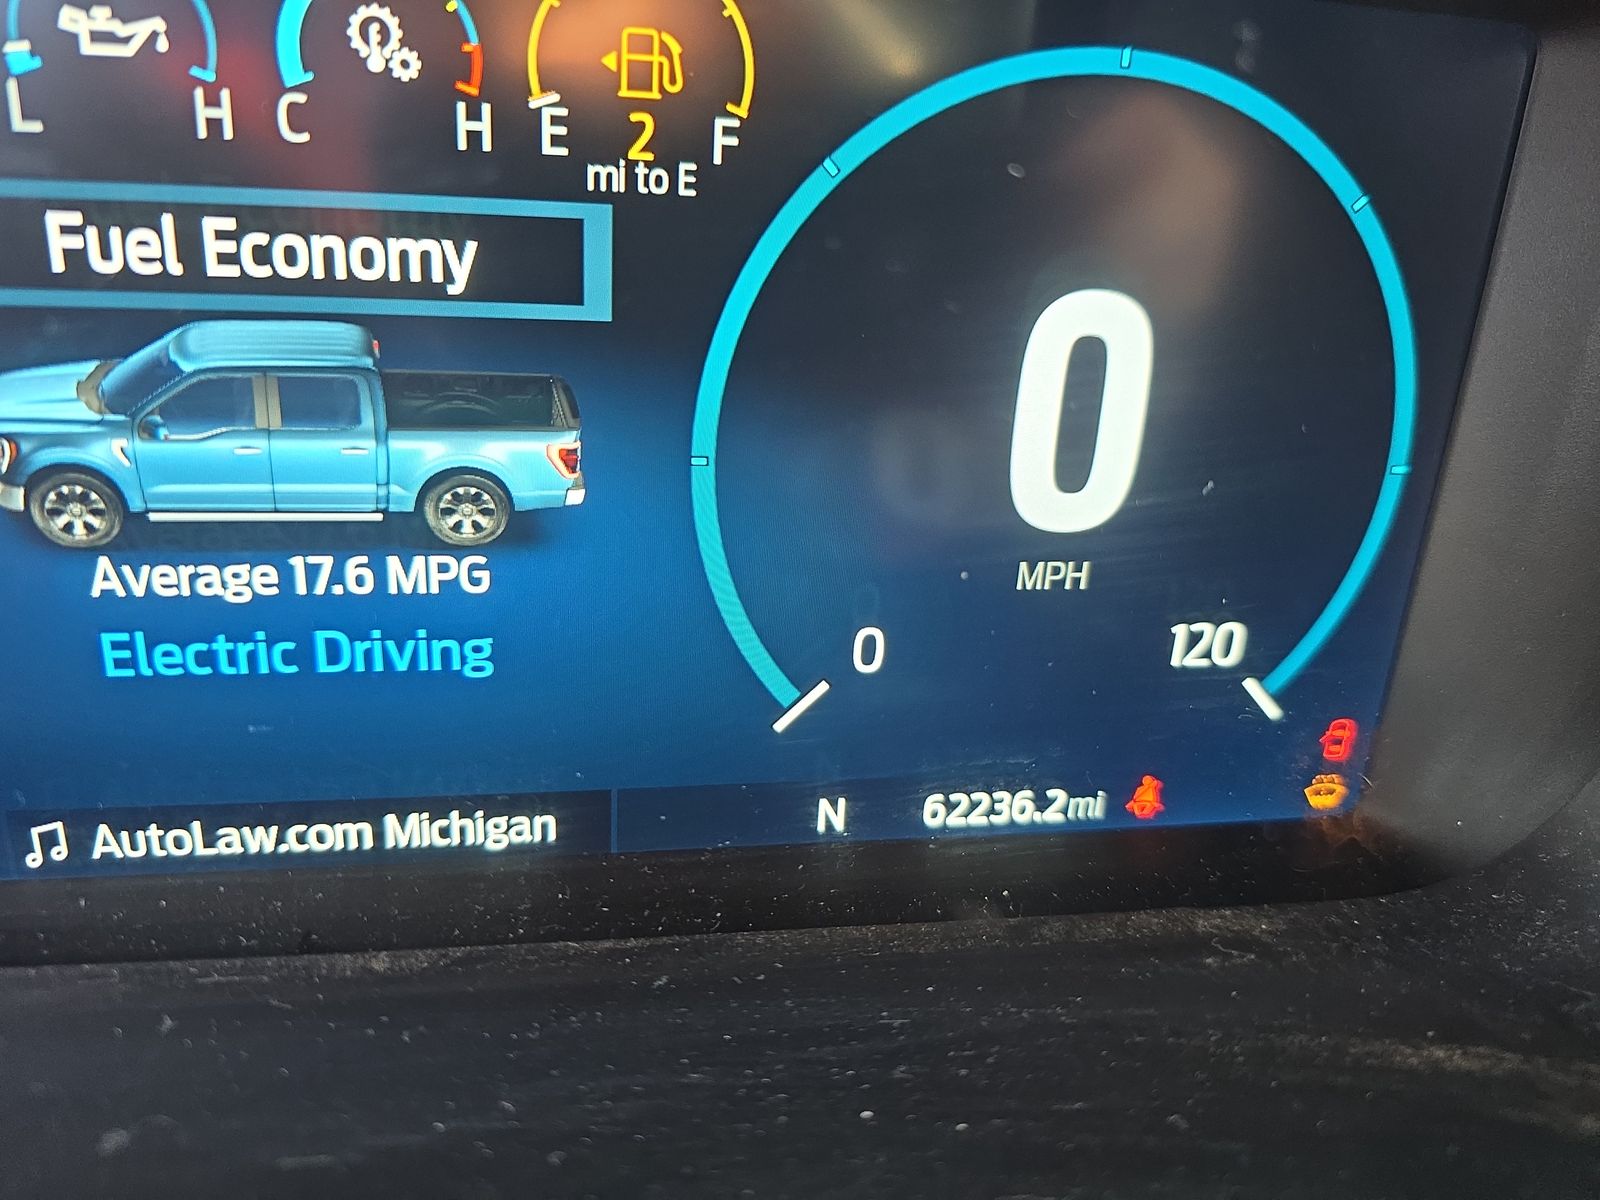 L H C H E 2 F
mi to E
Fuel Economy
0
MPH
Average 17.6 MPG
Electric Driving
0 120
AutoLaw.com Michigan
N 62236.2mi